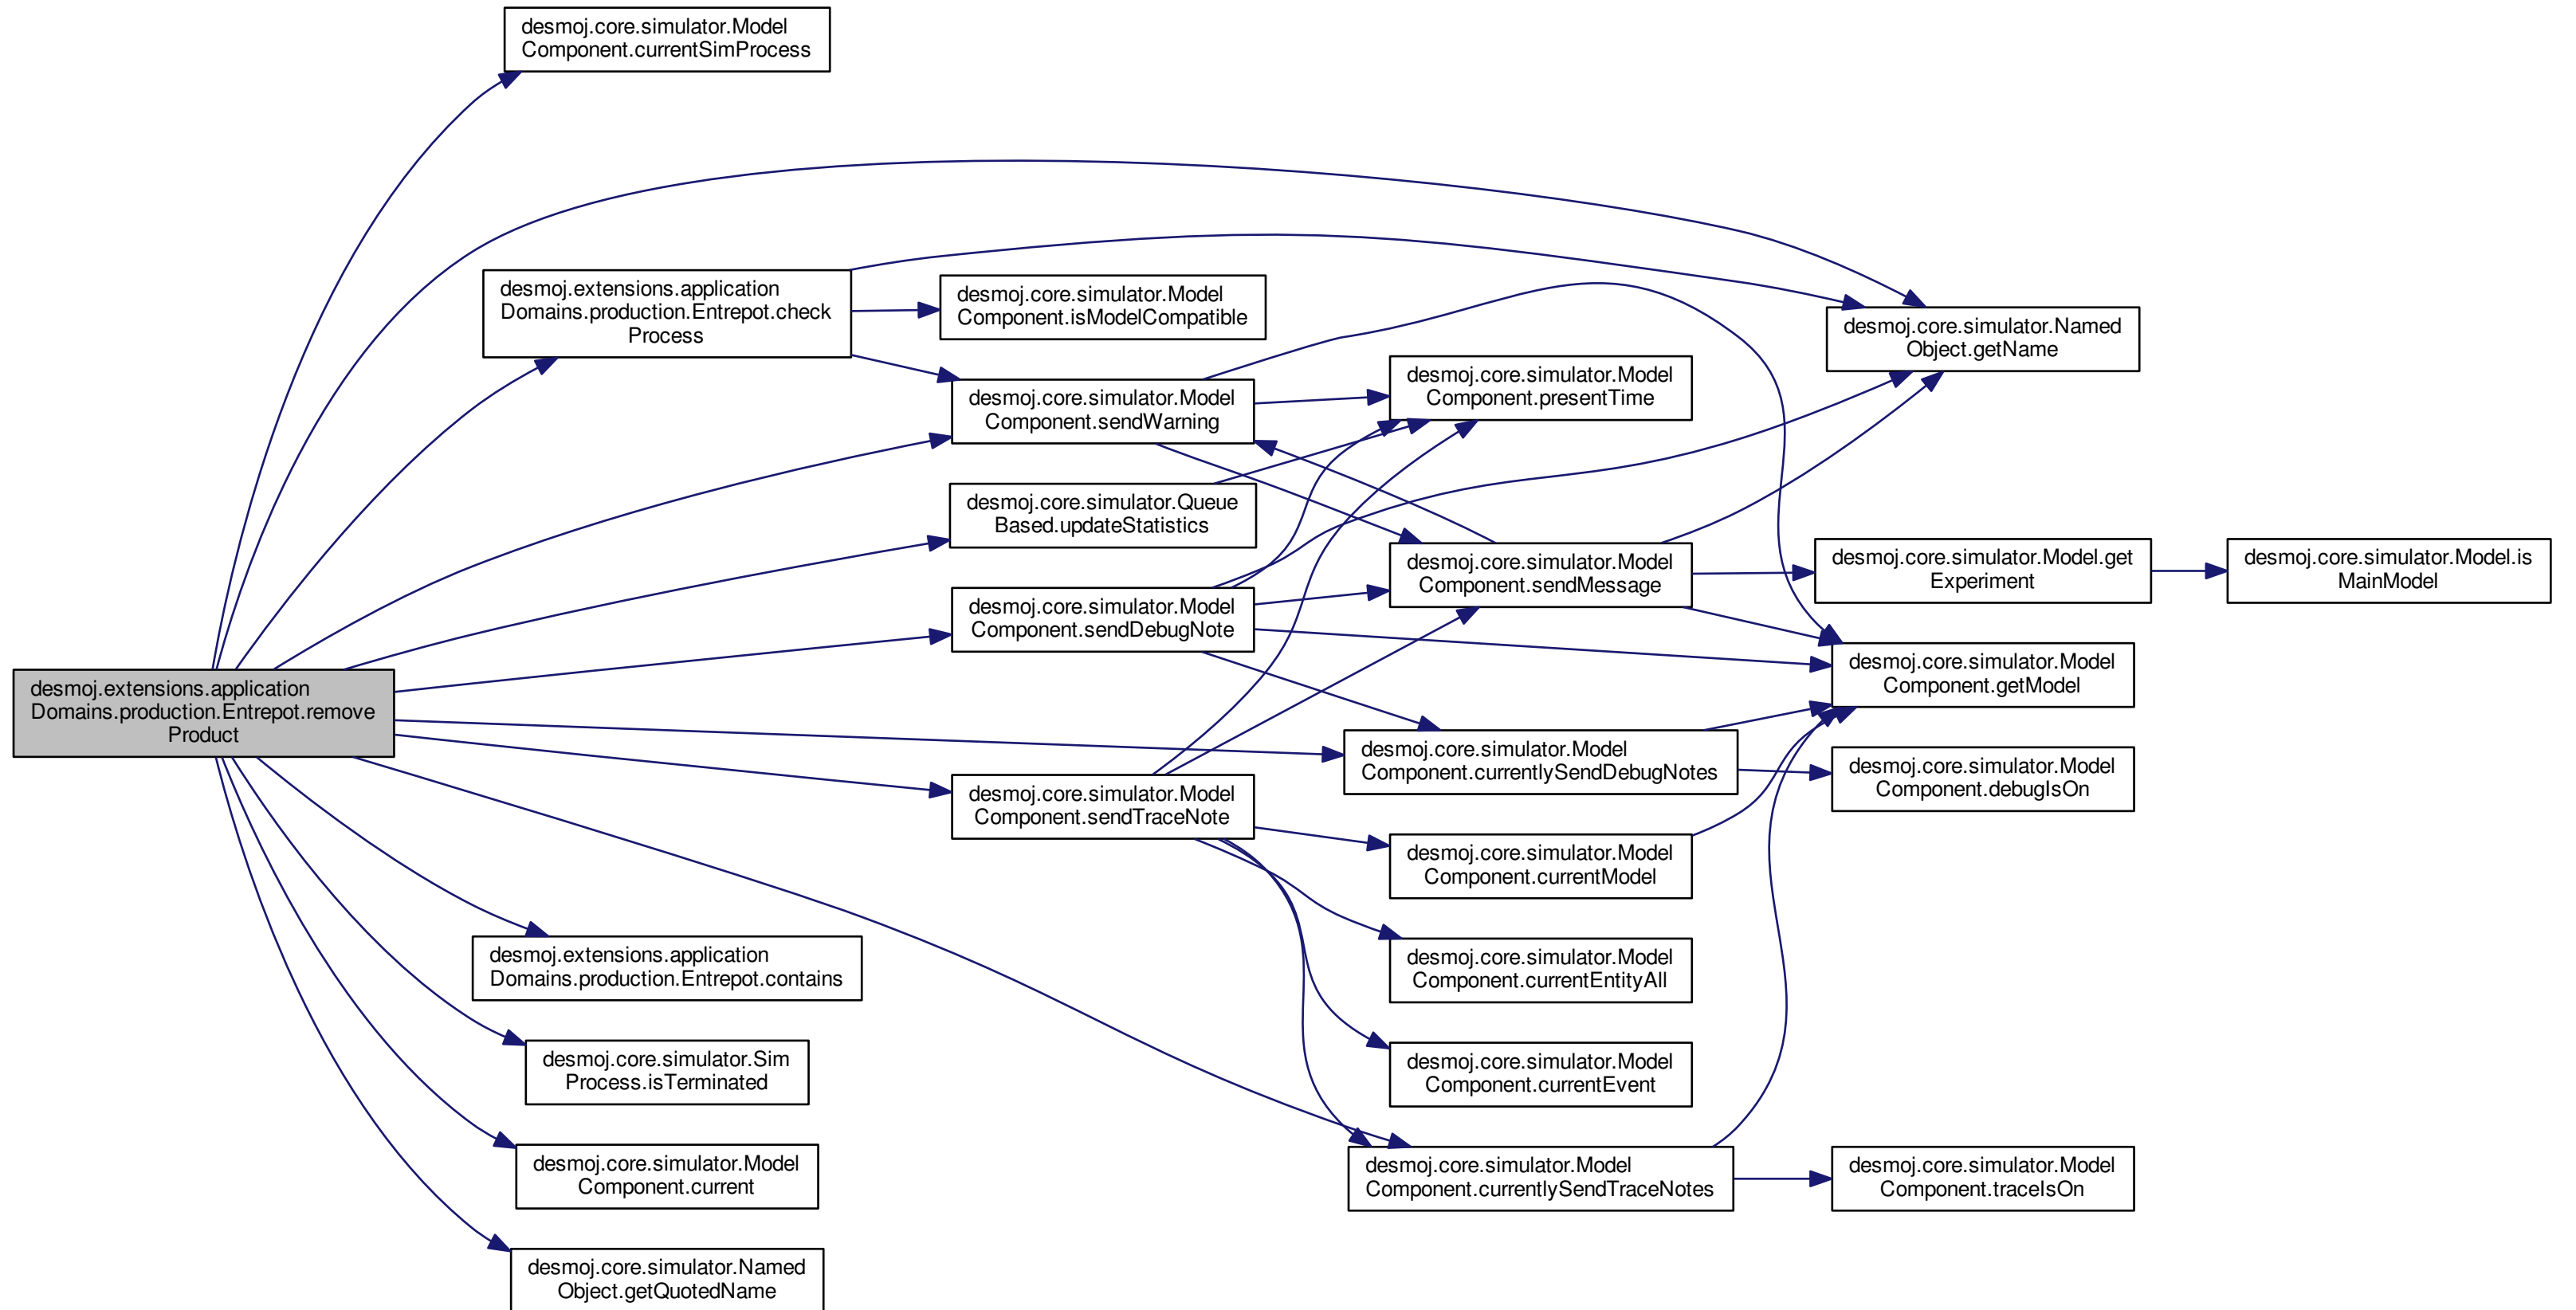 desmoj.core.simulator.Model
Component.currentSimProcess
desmoj.extensions.application
Domains.production.Entrepot.check
Process
desmoj.core.simulator.Model
Component.isModelCompatible
desmoj.core.simulator.Named
Object.getName
desmoj.core.simulator.Model
Component.sendWarning
desmoj.core.simulator.Model
Component.presentTime
desmoj.core.simulator.Queue
Based.updateStatistics
desmoj.core.simulator.Model
Component.sendMessage
desmoj.core.simulator.Model.get
Experiment
desmoj.core.simulator.Model.is
MainModel
desmoj.core.simulator.Model
Component.sendDebugNote
desmoj.core.simulator.Model
Component.getModel
desmoj.extensions.application
Domains.production.Entrepot.remove
Product
desmoj.core.simulator.Model
Component.currentlySendDebugNotes
desmoj.core.simulator.Model
Component.debugIsOn
desmoj.core.simulator.Model
Component.sendTraceNote
desmoj.core.simulator.Model
Component.currentModel
desmoj.extensions.application
Domains.production.Entrepot.contains
desmoj.core.simulator.Model
Component.currentEntityAll
desmoj.core.simulator.Sim
Process.isTerminated
desmoj.core.simulator.Model
Component.currentEvent
desmoj.core.simulator.Model
Component.current
desmoj.core.simulator.Model
Component.currentlySendTraceNotes
desmoj.core.simulator.Model
Component.traceIsOn
desmoj.core.simulator.Named
Object.getQuotedName